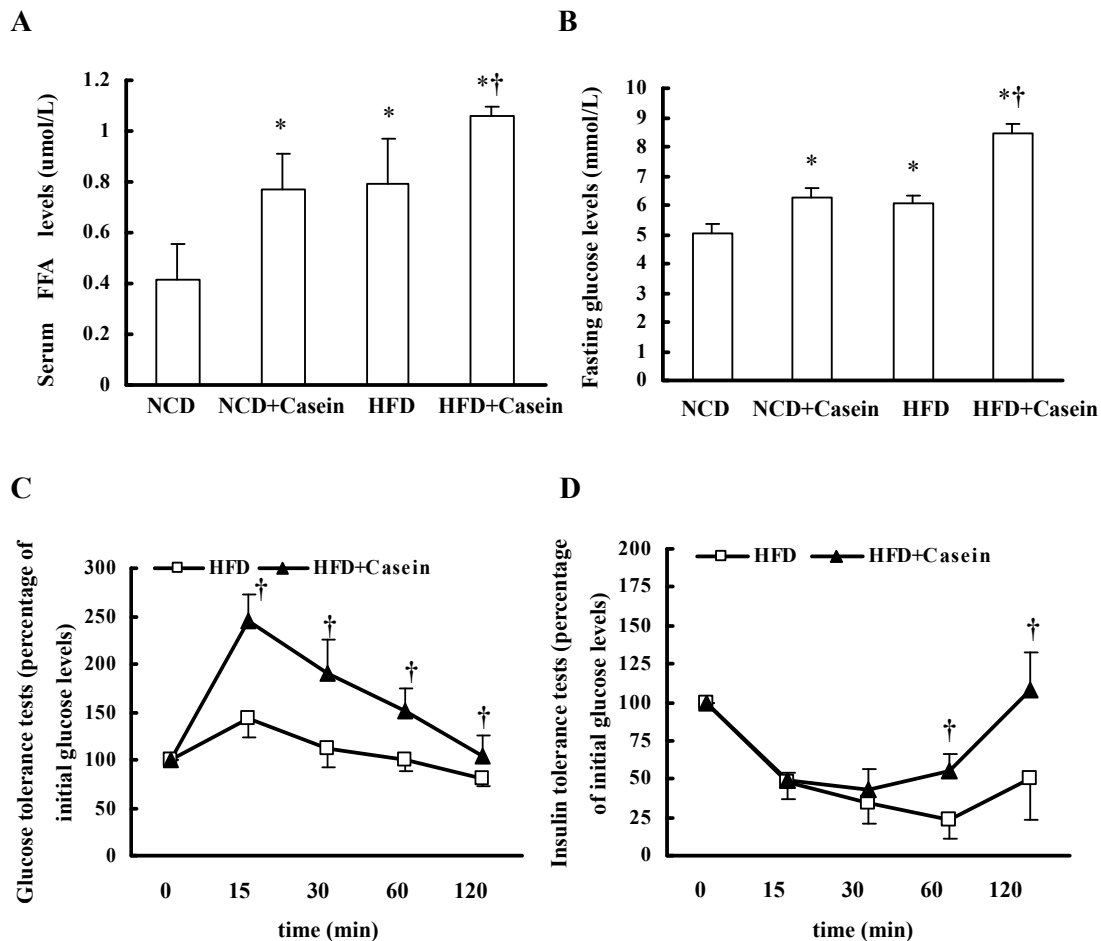 A
Serum FFA levels (umol/L)
1.2
1
0.8
0.6
0.4
0.2
0
*
*
*†
NCD NCD+Casein HFD HFD+Casein
B
Fasting glucose levels (mmol/L)
10
9
8
7
6
5
4
3
2
1
0
*
*
*†
NCD NCD+Casein HFD HFD+Casein
C
Glucose tolerance tests (percentage of
initial glucose levels)
HFD HFD+Casein
300
250
200
150
100
50
0
†
†
†
†
0 15 30 60 120
time (min)
D
Insulin tolerance tests (percentage
of initial glucose levels)
HFD HFD+Casein
200
175
150
125
100
75
50
25
0
†
†
0 15 30 60 120
time (min)